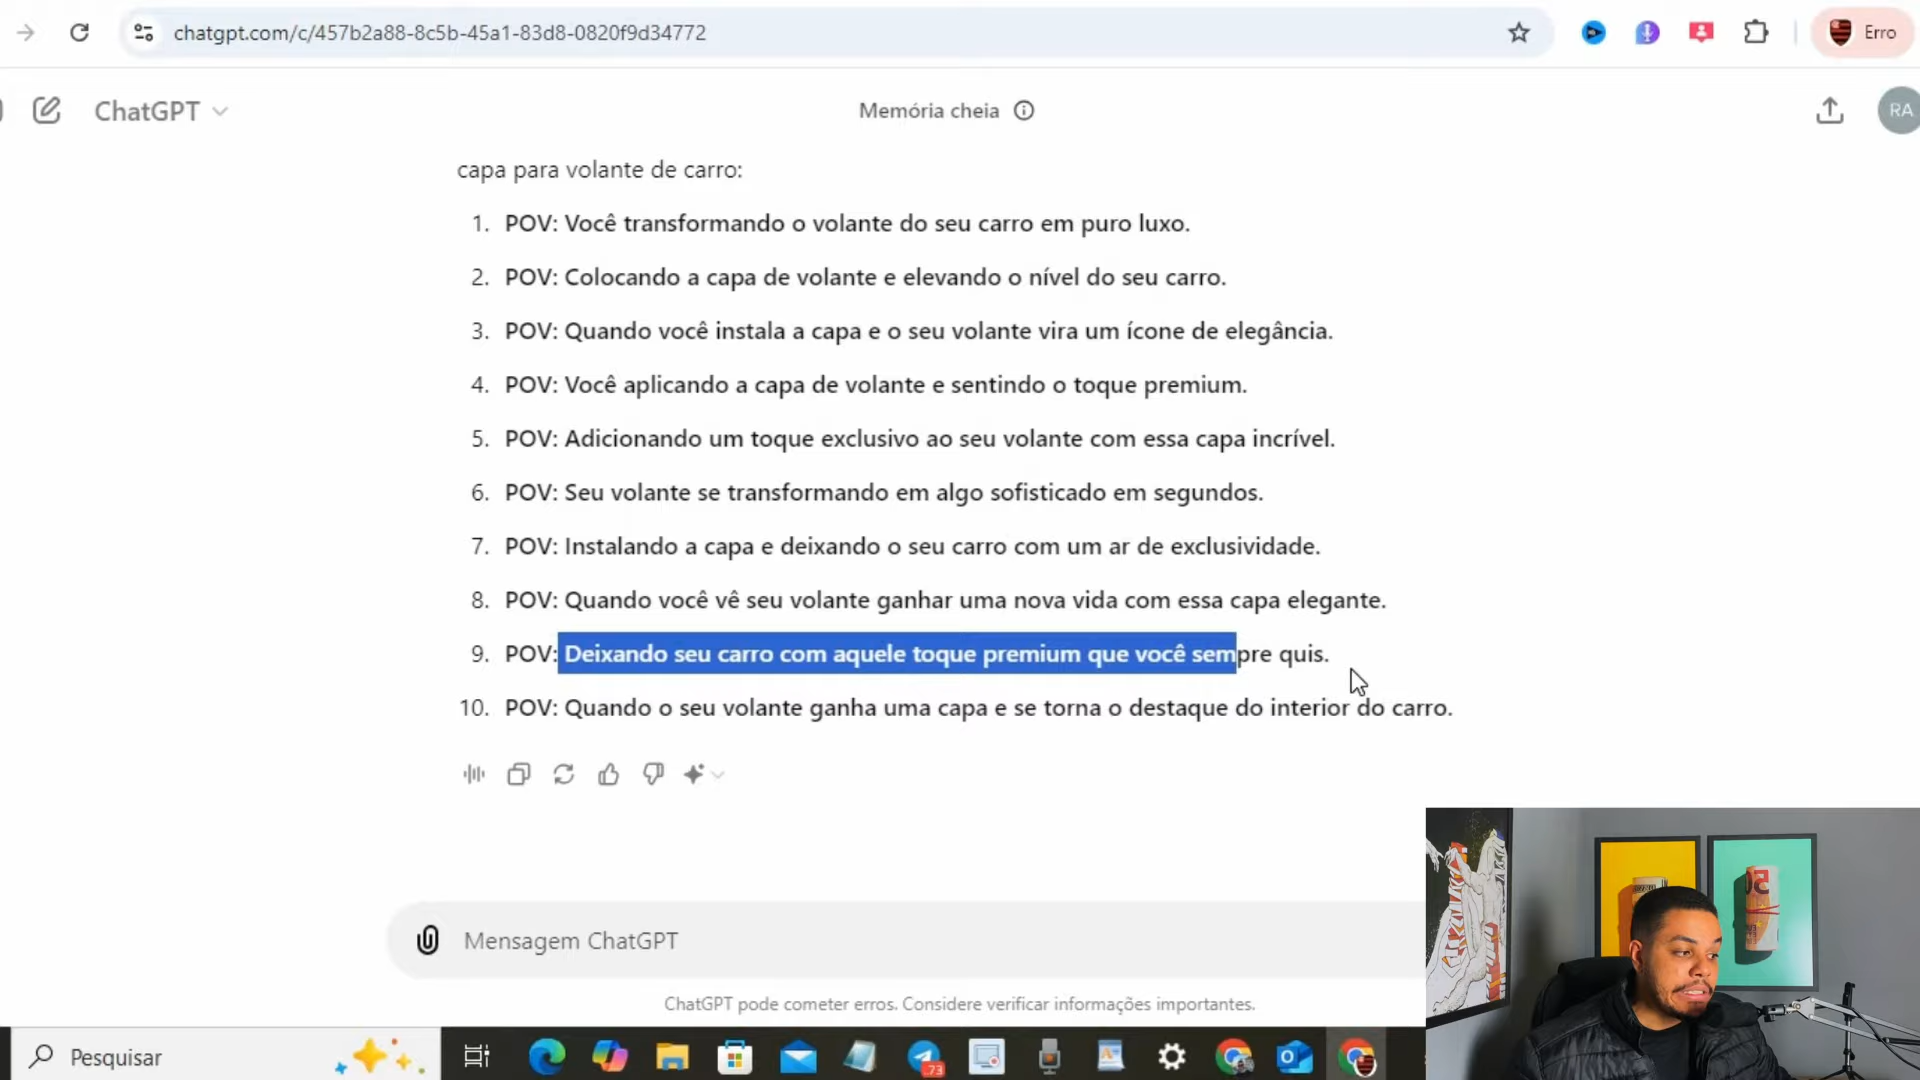 chatgpt.com/c/457b2a88-8c5b-45a1-83d8-0820f9d34772
Erro
ChatGPT
Memória cheia
RA
capa para volante de carro:
1. POV: Você transformando o volante do seu carro em puro luxo.
2. POV: Colocando a capa de volante e elevando o nível do seu carro.
3. POV: Quando você instala a capa e o seu volante vira um ícone de elegância.
4. POV: Você aplicando a capa de volante e sentindo o toque premium.
5. POV: Adicionando um toque exclusivo ao seu volante com essa capa incrível.
6. POV: Seu volante se transformando em algo sofisticado em segundos.
7. POV: Instalando a capa e deixando o seu carro com um ar de exclusividade.
8. POV: Quando você vê seu volante ganhar uma nova vida com essa capa elegante.
9. POV: Deixando seu carro com aquele toque premium que você sempre quis.
10. POV: Quando o seu volante ganha uma capa e se torna o destaque do interior do carro.
Mensagem ChatGPT
ChatGPT pode cometer erros. Considere verificar informações importantes.
Pesquisar
.73